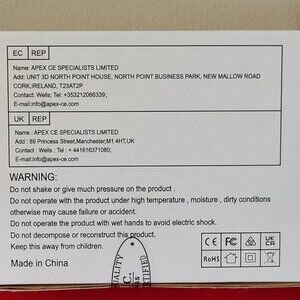 EC REP
Name: APEX CE SPECIALISTS LIMITED
Add: UNIT 3D NORTH POINT HOUSE, NORTH POINT BUSINESS PARK, NEW MALLOW ROAD
CORK,IRELAND, T23AT2P
Contact: Wells; Tel: +353212066339;
E-mail:info@apex-ce.com
UK REP
Name: APEX CE SPECIALISTS LIMITED
Add : 89 Princess Street,Manchester,M1 4HT,UK
Contact : Wells ; Tel : + 441616371080;
E-mail:info@apex-ce.com
WARNING:
Do not shake or give much pressure on the product .
Do not operate with the product under high temperature , moisture , dirty conditions
otherwise may cause failure or accident.
Do not operate the product with wet hands to avoid electric shock.
Do not decompose or reconstruct this product.
Keep this away from children.
Made in China
CE FC UK CA
RoHS